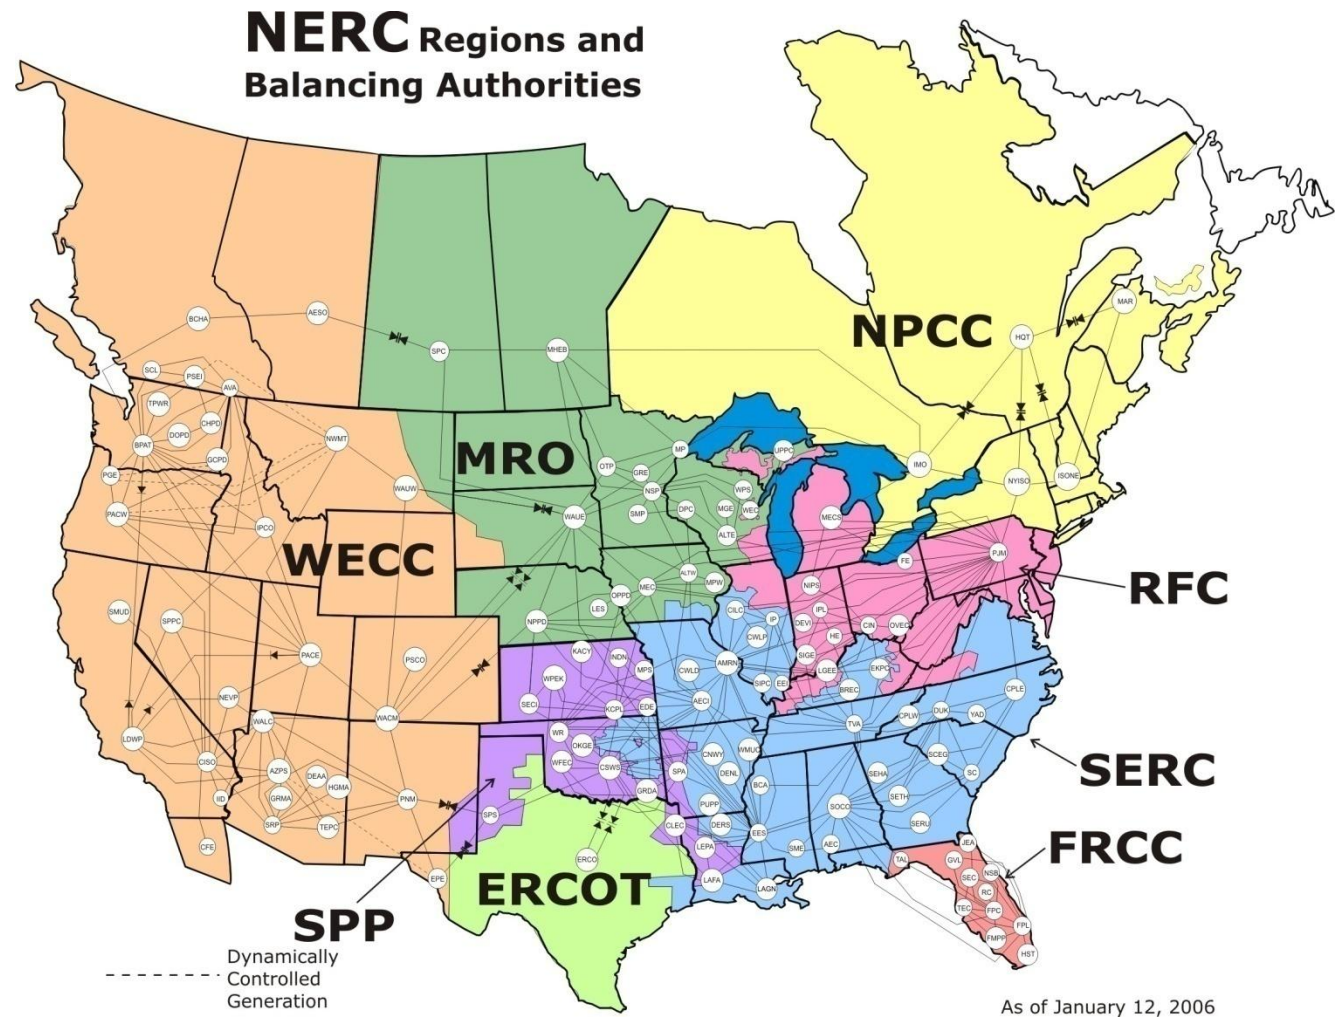 NERC Regions and
Balancing Authorities
BCHA
AESO
SPC
MHEB
NPCC
HQT
MAR
SCL
PSEI
AVA
TPWR
CHPD
DOPD
BPAT
GCPD
NWMT
PGE
PACW
WAUW
IPCO
WECC
MRO
OTP
MP
GRE
NSP
SMP
DPC
WAUE
UPPC
WPS
MGE
WEC
ALTE
IMO
NYISO
ISONE
MECS
FE
PJM
RFC
SMUD
SPPC
PACE
PSCO
NEVP
WALC
WACM
LDWP
CISO
AZPS
DEAA
HGMA
GRMA
IID
SRP
TEPC
PNM
CFE
EPE
ALTW
MEC
MPW
OPPD
LES
NPPD
CILC
IP
CWLP
NIPS
IPL
DEVI
HE
CIN
OVEC
SIGE
LGEE
EKPC
BREC
KACY
INDN
MPS
WPEK
SECI
KCPL
EDE
CWLD
AMRN
AECI
SIPC
EEI
WR
OKGE
WFEC
CSWS
GRDA
SPA
SPS
CNWY
WMUC
DENL
BCA
PUPP
DERS
EES
CLEC
LEPA
LAFA
LAGN
TVA
CPLW
DUK
YAD
CPLE
SCEG
SC
SEHA
SETH
SERU
SOCO
SME
AEC
SERC
FRCC
JEA
TAL
GVL
NSB
SEC
RC
TEC
FPC
FPL
FMPP
HST
ERCO
ERCOT
SPP
Dynamically
Controlled
Generation
As of January 12, 2006